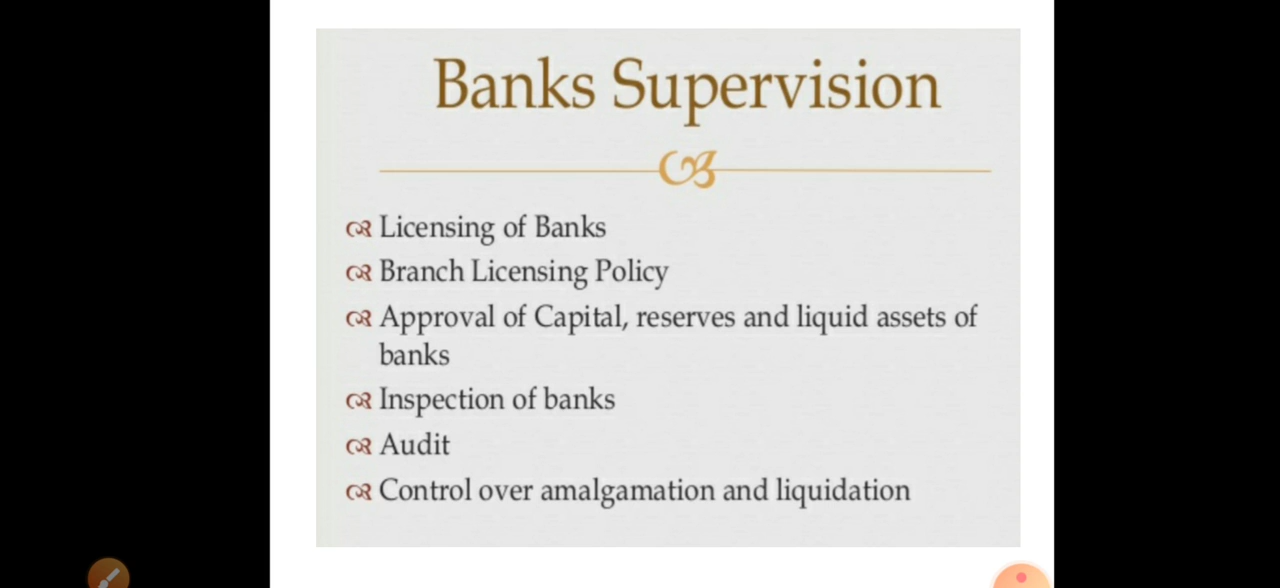 Banks Supervision
Licensing of Banks
Branch Licensing Policy
Approval of Capital, reserves and liquid assets of
banks
Inspection of banks
Audit
Control over amalgamation and liquidation